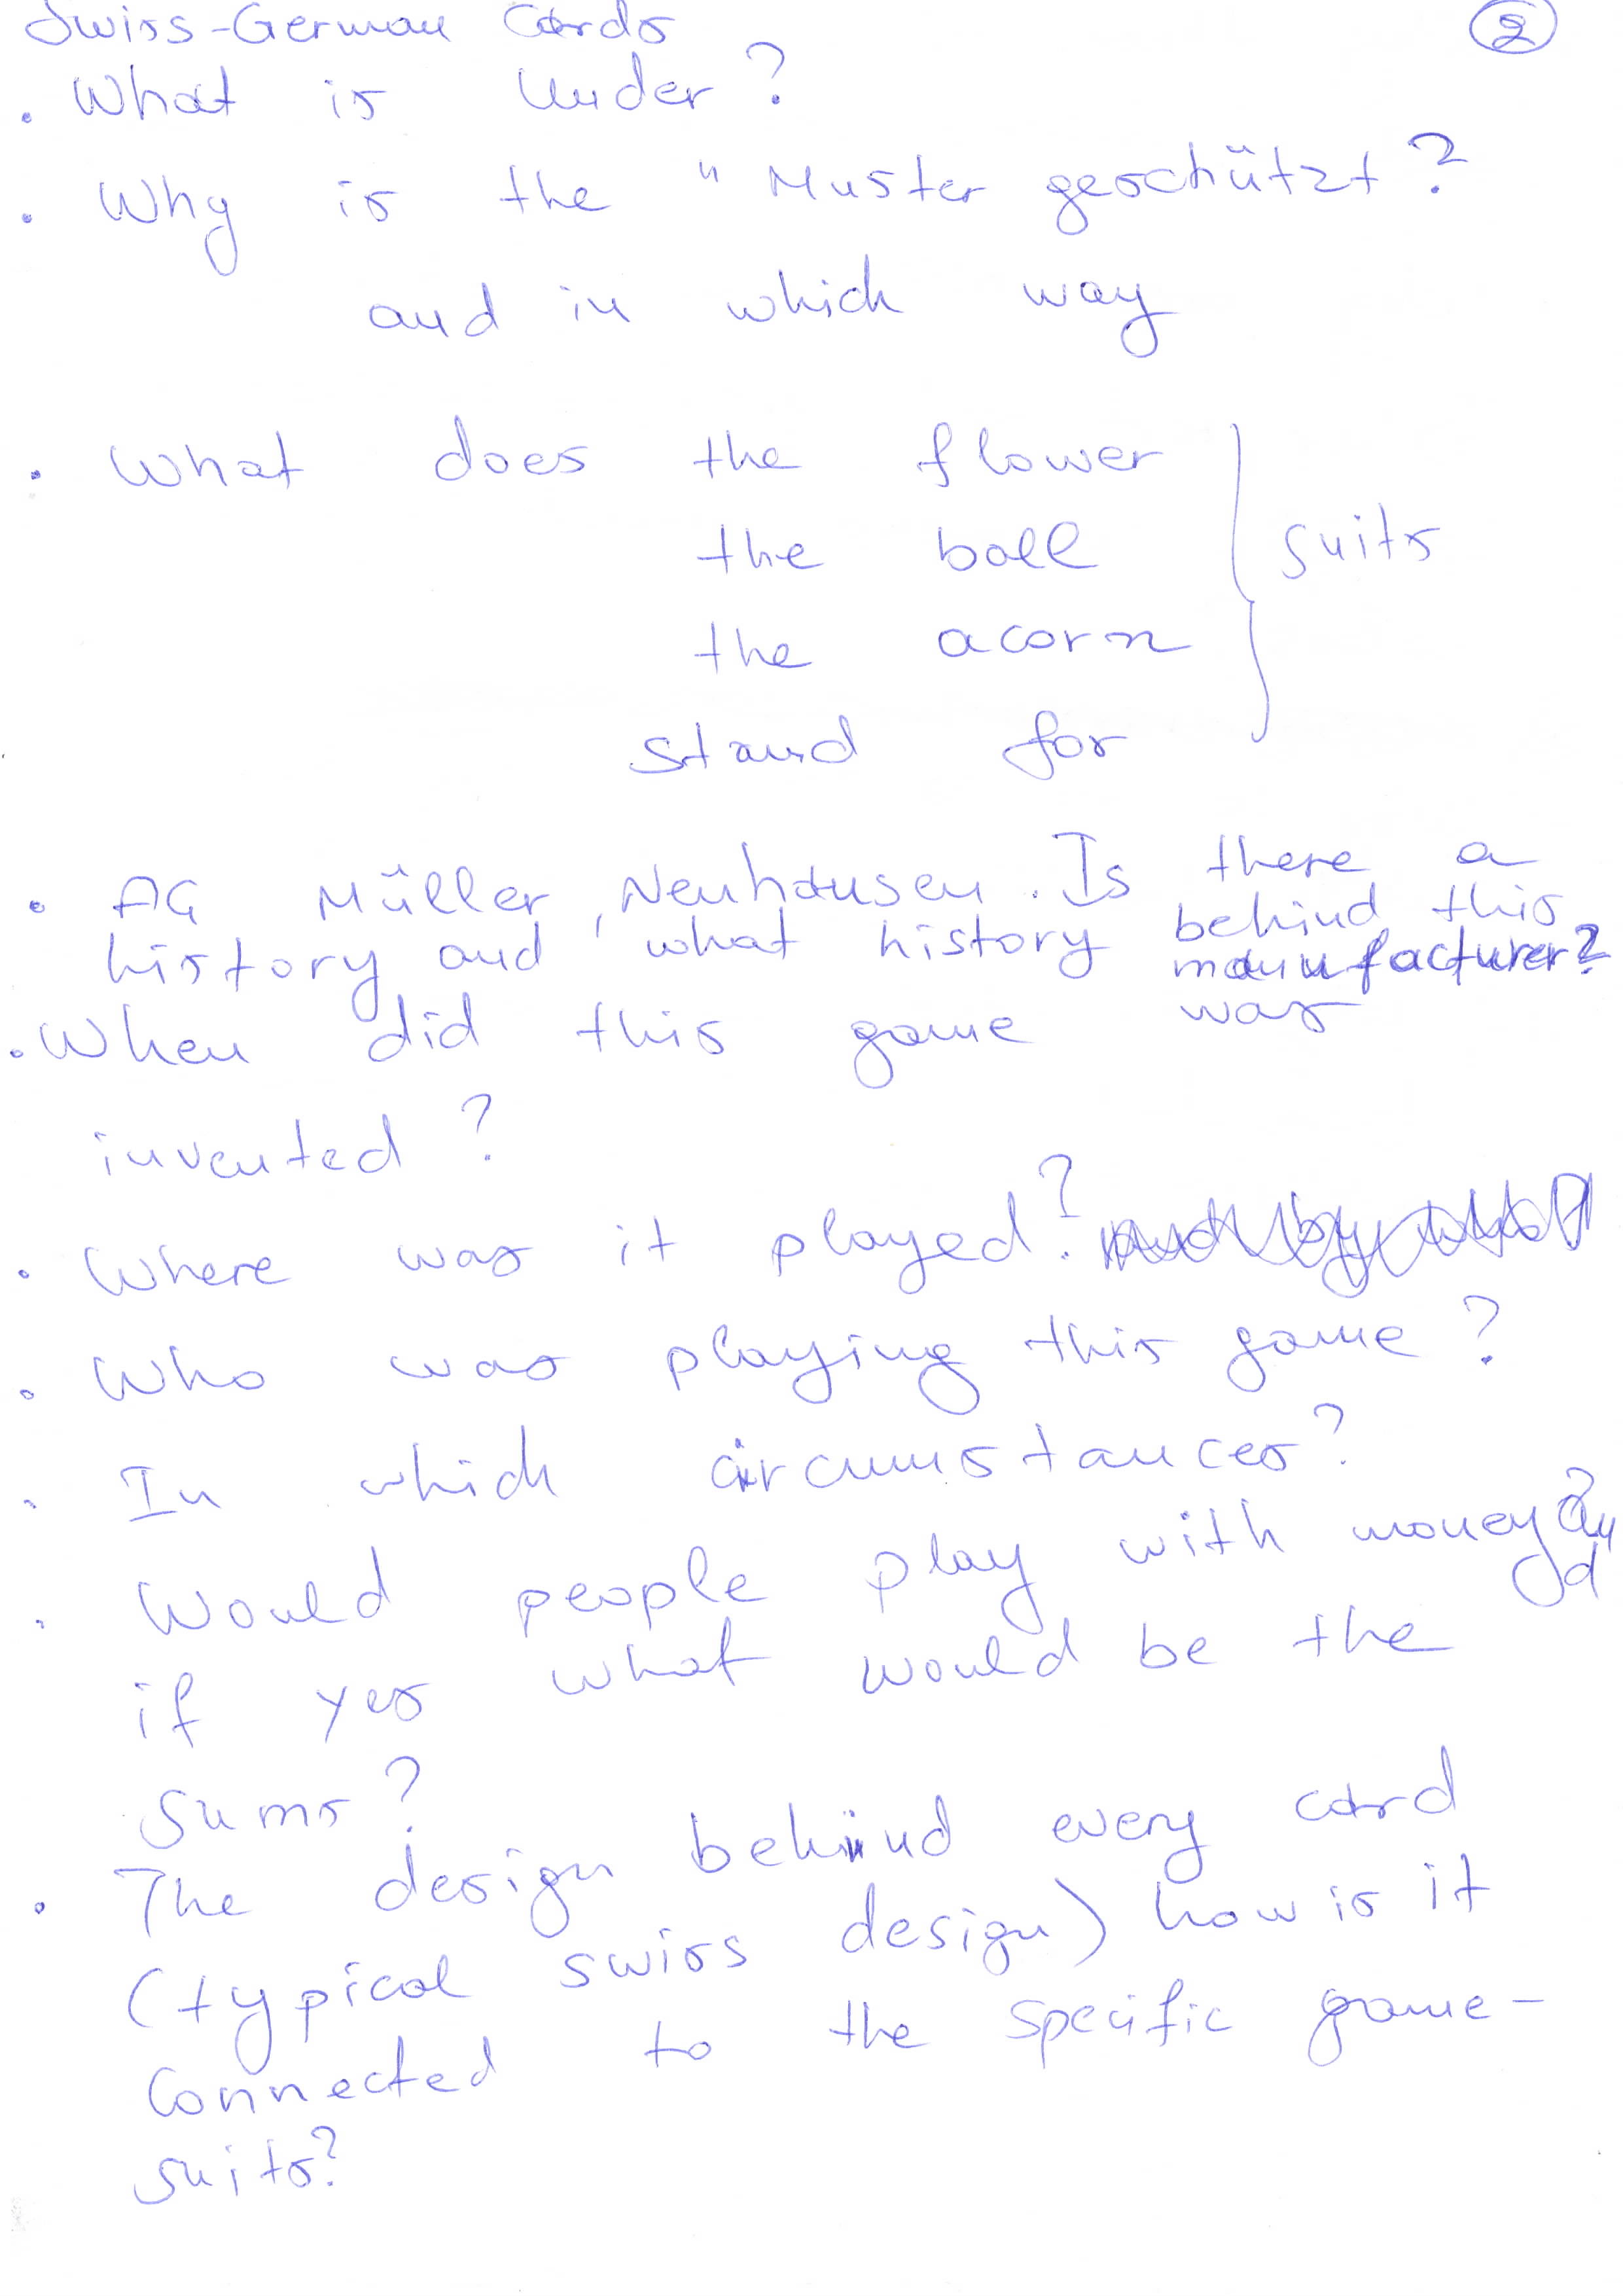 Swiss-German Cards
2
. What is Under?
. Why is the " Muster geschützt?
and in which way
. What does the flower
the ball
suits
the acorn
stand for
. AG Müller, Neuhausen. Is there a
history and what history behind this
manufacturer?
. When did this game was
invented?
. Where was it played? and by who?
. Who was playing this game?
. In which circumstances?
. Would people play with money? and
if yes what would be the
sums?
. The design behind every card
(typical swiss design) how is it
connected to the specific game-
suits?